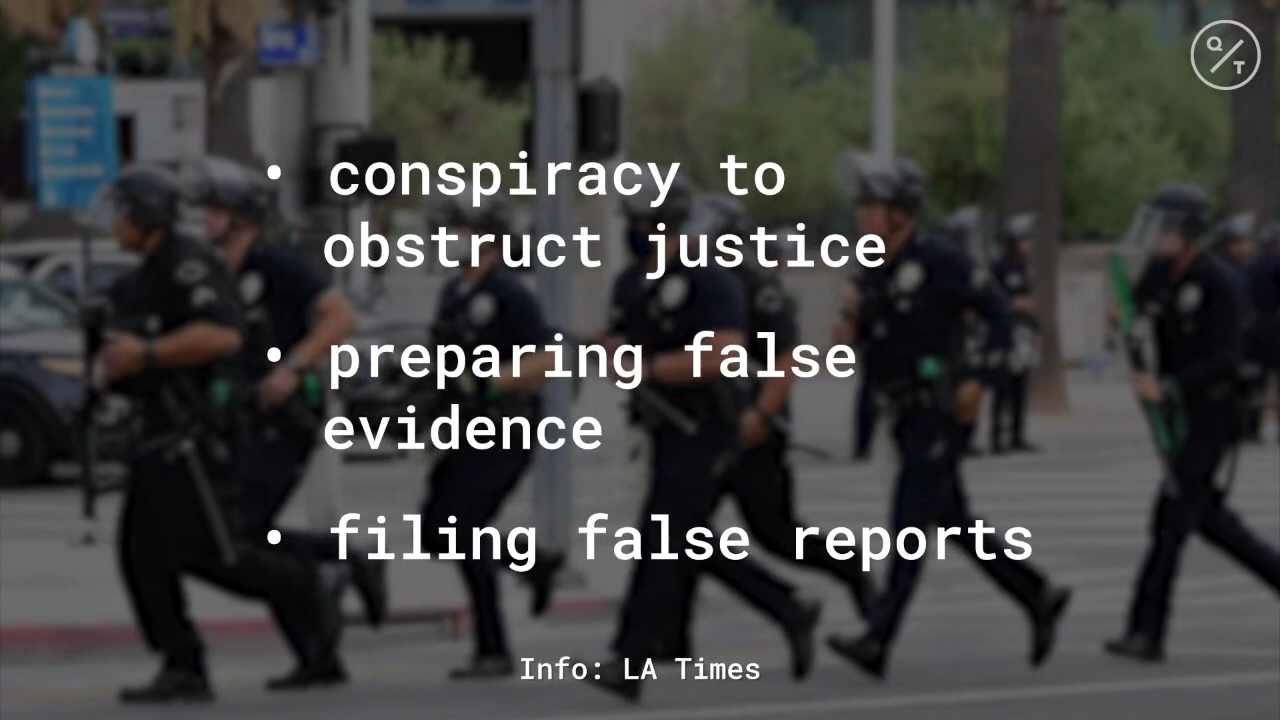 Q/T
• conspiracy to
obstruct justice
• preparing false
evidence
• filing false reports
Info: LA Times